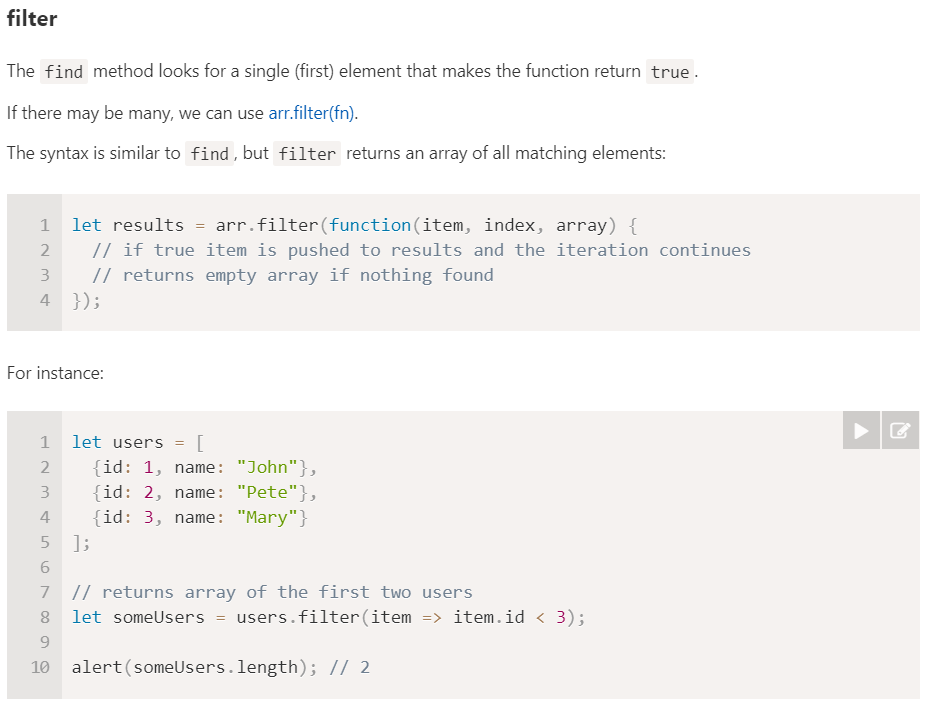 filter
The find method looks for a single (first) element that makes the function return true.
If there may be many, we can use arr.filter(fn).
The syntax is similar to find, but filter returns an array of all matching elements:
1 let results = arr.filter(function(item, index, array) {
2   // if true item is pushed to results and the iteration continues
3   // returns empty array if nothing found
4 });
For instance:
1 let users = [
2   {id: 1, name: "John"},
3   {id: 2, name: "Pete"},
4   {id: 3, name: "Mary"}
5 ];
6
7 // returns array of the first two users
8 let someUsers = users.filter(item => item.id < 3);
9
10 alert(someUsers.length); // 2